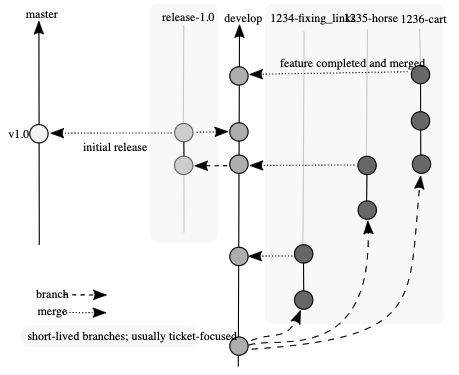 master
release-1.0
develop
1234-fixing_links
1235-horse
1236-cart
feature completed and merged
v1.0
initial release
branch
merge
short-lived branches; usually ticket-focused